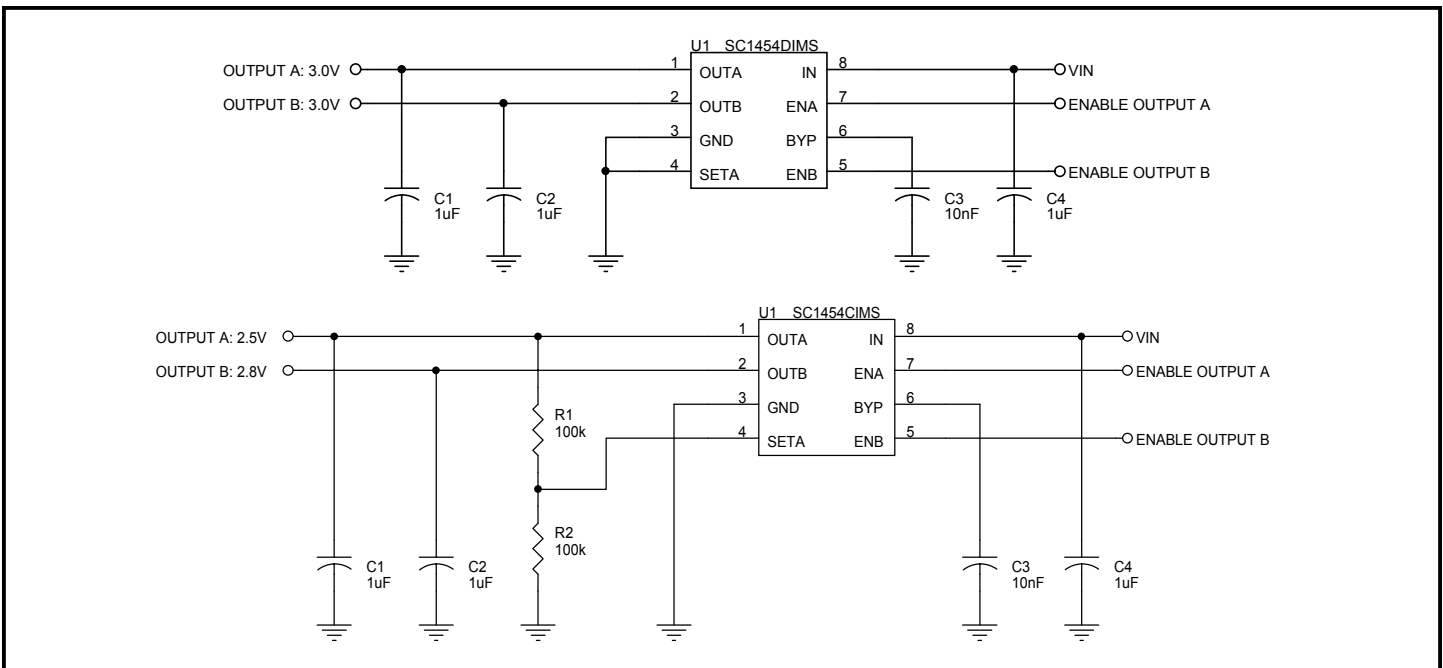 U1 SC1454DIMS
OUTPUT A: 3.0V 1 OUTA IN 8 VIN
OUTPUT B: 3.0V 2 OUTB ENA 7 ENABLE OUTPUT A
3 GND BYP 6
4 SETA ENB 5 ENABLE OUTPUT B
C1 C2 C3 C4
1uF 1uF 10nF 1uF
U1 SC1454CIMS
OUTPUT A: 2.5V 1 OUTA IN 8 VIN
OUTPUT B: 2.8V 2 OUTB ENA 7 ENABLE OUTPUT A
3 GND BYP 6
R1
100k
4 SETA ENB 5 ENABLE OUTPUT B
R2
100k
C1 C2 C3 C4
1uF 1uF 10nF 1uF